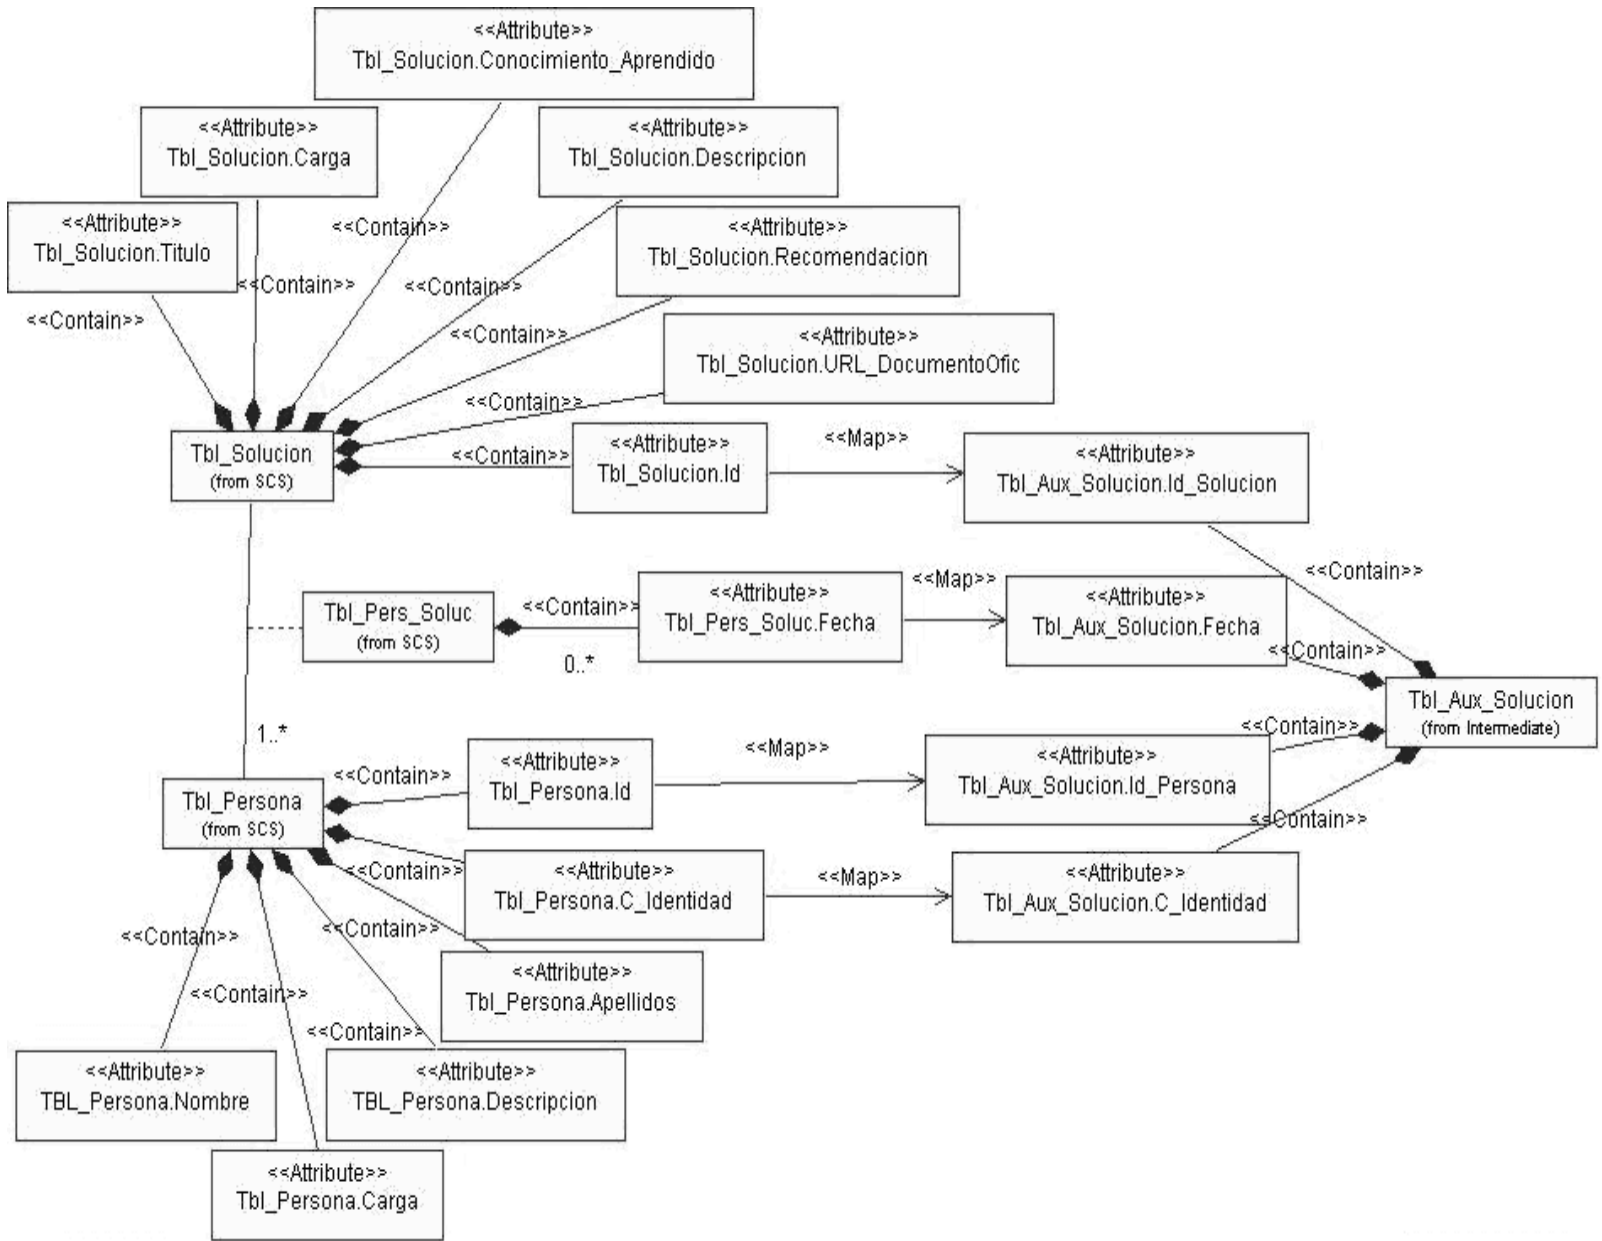 <<Attribute>>
Tbl_Solucion.Conocimiento_Aprendido
<<Attribute>>
Tbl_Solucion.Carga
<<Attribute>>
Tbl_Solucion.Descripcion
<<Attribute>>
Tbl_Solucion.Titulo
<<Attribute>>
Tbl_Solucion.Recomendacion
<<Contain>>
<<Contain>>
<<Contain>>
<<Contain>>
<<Contain>>
<<Attribute>>
Tbl_Solucion.URL_DocumentoOfic
<<Contain>>
<<Contain>>
Tbl_Solucion
(from SCS)
<<Attribute>>
Tbl_Solucion.Id
<<Map>>
<<Attribute>>
Tbl_Aux_Solucion.Id_Solucion
<<Contain>>
Tbl_Pers_Soluc
(from SCS)
<<Contain>>
0..*
<<Attribute>>
Tbl_Pers_Soluc.Fecha
<<Map>>
<<Attribute>>
Tbl_Aux_Solucion.Fecha
<<Contain>>
Tbl_Aux_Solucion
(from Intermediate)
1..*
<<Contain>>
<<Contain>>
Tbl_Persona
(from SCS)
<<Attribute>>
Tbl_Persona.Id
<<Map>>
<<Attribute>>
Tbl_Aux_Solucion.Id_Persona
<<Contain>>
<<Contain>>
<<Attribute>>
Tbl_Persona.C_Identidad
<<Map>>
<<Attribute>>
Tbl_Aux_Solucion.C_Identidad
<<Contain>>
<<Contain>>
<<Attribute>>
Tbl_Persona.Apellidos
<<Contain>>
<<Contain>>
<<Attribute>>
TBL_Persona.Nombre
<<Attribute>>
TBL_Persona.Descripcion
<<Attribute>>
Tbl_Persona.Carga